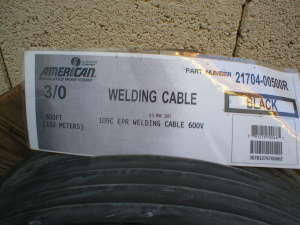 AMERICAN
PART NUMBER 21704-00500R
3/0
WELDING CABLE
BLACK
500FT
(152 METERS)
105C EPR WELDING CABLE 600V